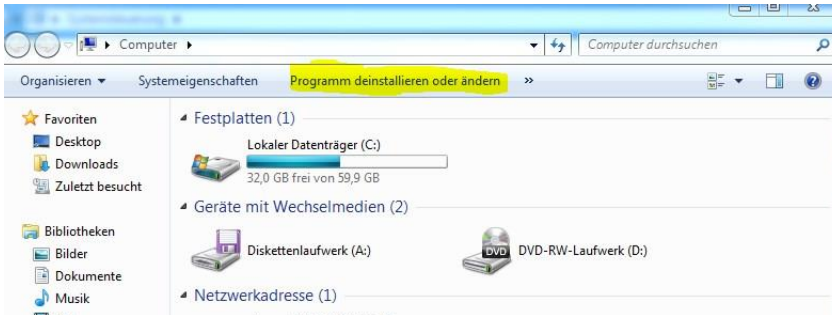 Computer
Computer durchsuchen
Organisieren
Systemeigenschaften
Programm deinstallieren oder ändern
»
Favoriten
Desktop
Downloads
Zuletzt besucht
Bibliotheken
Bilder
Dokumente
Musik
Festplatten (1)
Lokaler Datenträger (C:)
32,0 GB frei von 59,9 GB
Geräte mit Wechselmedien (2)
Diskettenlaufwerk (A:)
DVD
DVD-RW-Laufwerk (D:)
Netzwerkadresse (1)